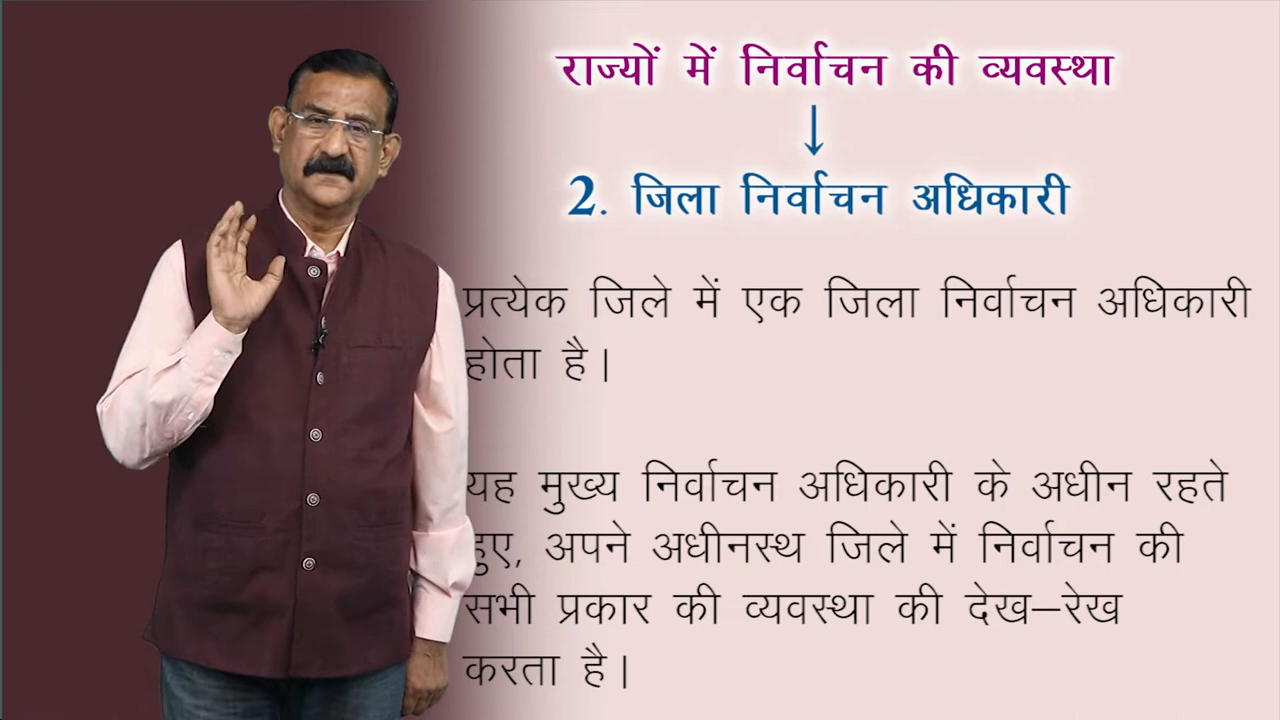 राज्यों में निर्वाचन की व्यवस्था
↓
2. जिला निर्वाचन अधिकारी
प्रत्येक जिले में एक जिला निर्वाचन अधिकारी
होता है।
यह मुख्य निर्वाचन अधिकारी के अधीन रहते
हुए, अपने अधीनस्थ जिले में निर्वाचन की
सभी प्रकार की व्यवस्था की देख–रेख
करता है।